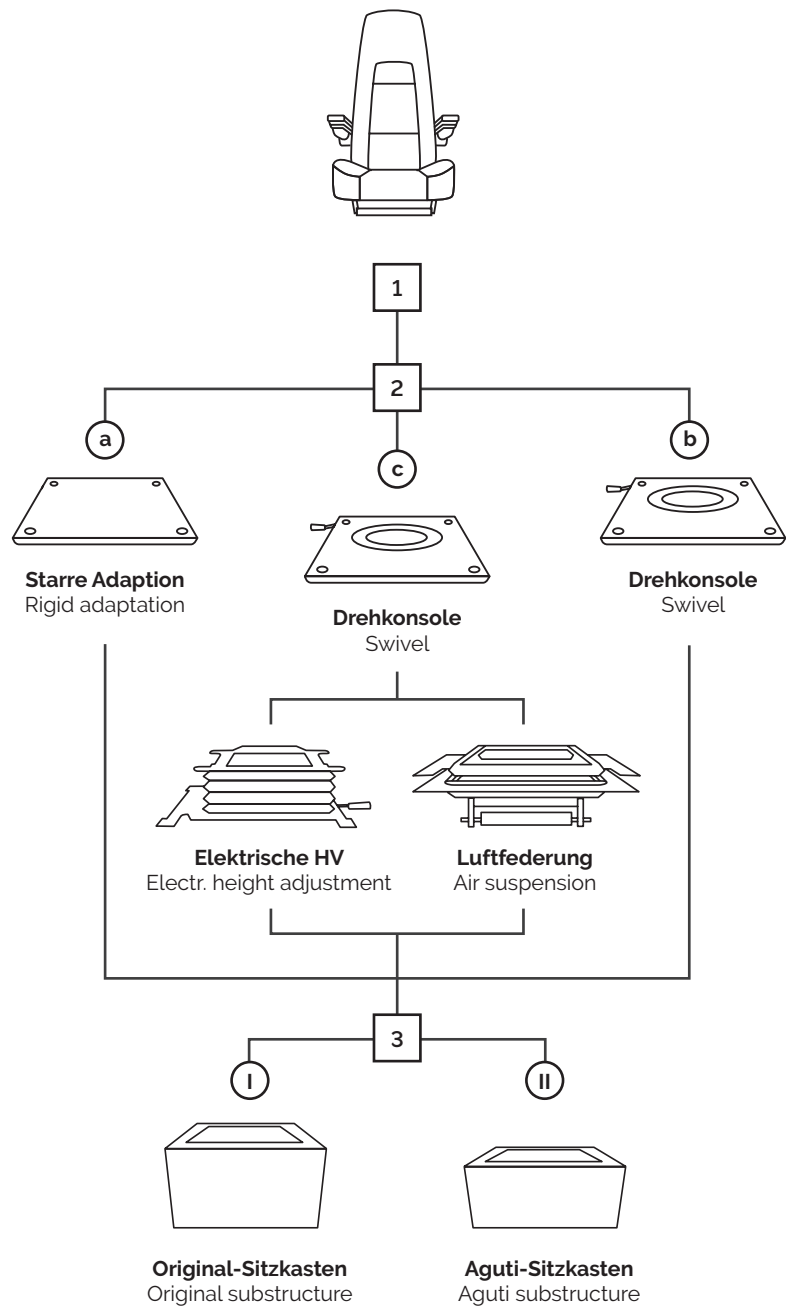 1
2
a
c
b
Starre Adaption
Rigid adaptation
Drehkonsole
Swivel
Drehkonsole
Swivel
Elektrische HV
Electr. height adjustment
Luftfederung
Air suspension
3
I
II
Original-Sitzkasten
Original substructure
Aguti-Sitzkasten
Aguti substructure